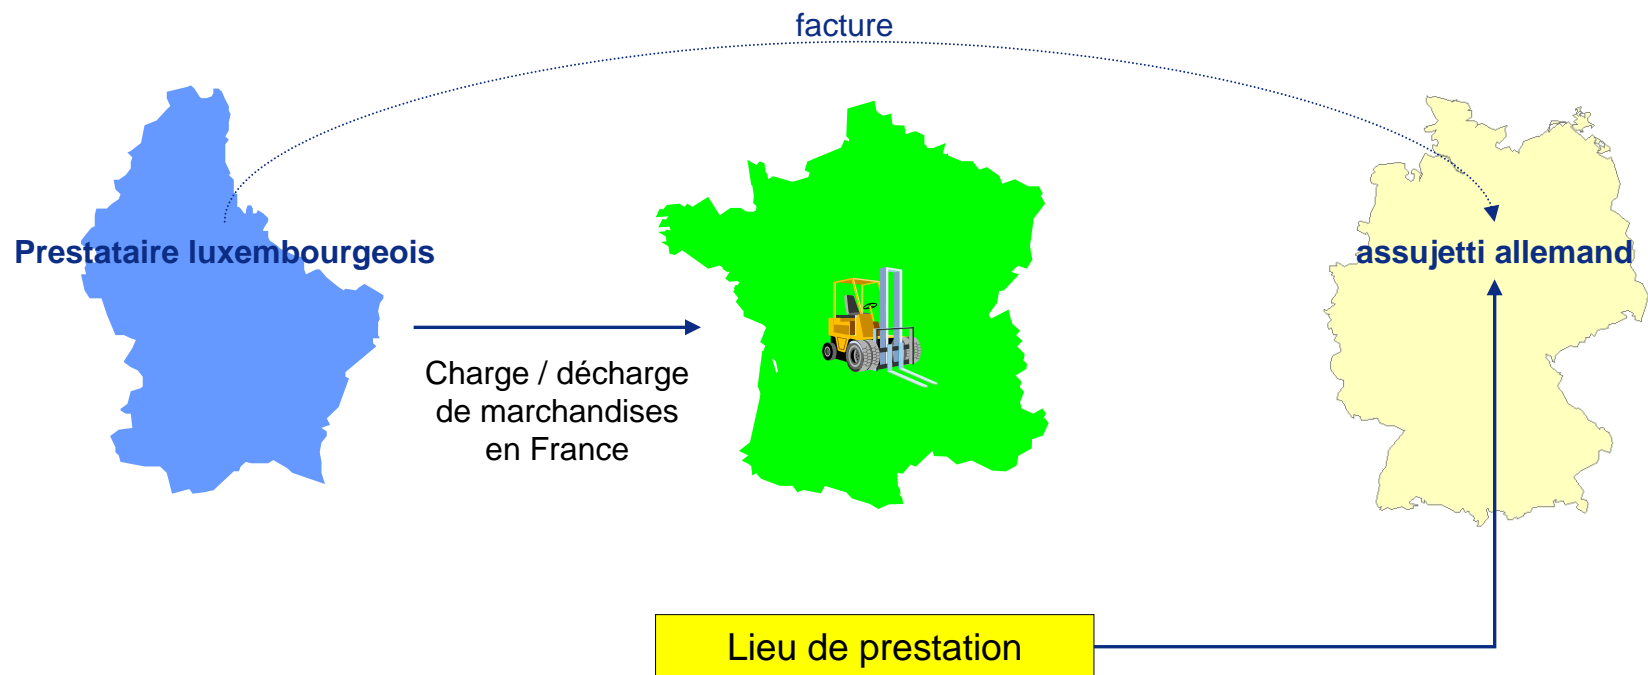 facture
Prestataire luxembourgeois
assujetti allemand
Charge / décharge
de marchandises
en France
Lieu de prestation